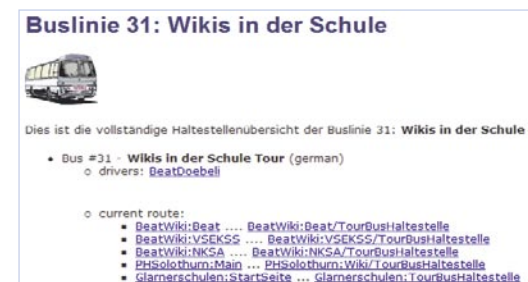 Buslinie 31: Wikis in der Schule
Dies ist die vollständige Haltestellenübersicht der Buslinie 31: Wikis in der Schule
• Bus #31 - Wikis in der Schule Tour (german)
o drivers: BeatDoebeli
o current route:
▪ BeatWiki:Beat .... BeatWiki:Beat/TourBusHaltestelle
▪ BeatWiki:VSEKSS .... BeatWiki:VSEKSS/TourBusHaltestelle
▪ BeatWiki:NKSA .... BeatWiki:NKSA/TourBusHaltestelle
▪ PHSolothurn:Main ... PHSolothurn:Wiki/TourBusHaltestelle
▪ Glarnerschulen:StartSeite ... Glarnerschulen:TourBusHaltestelle